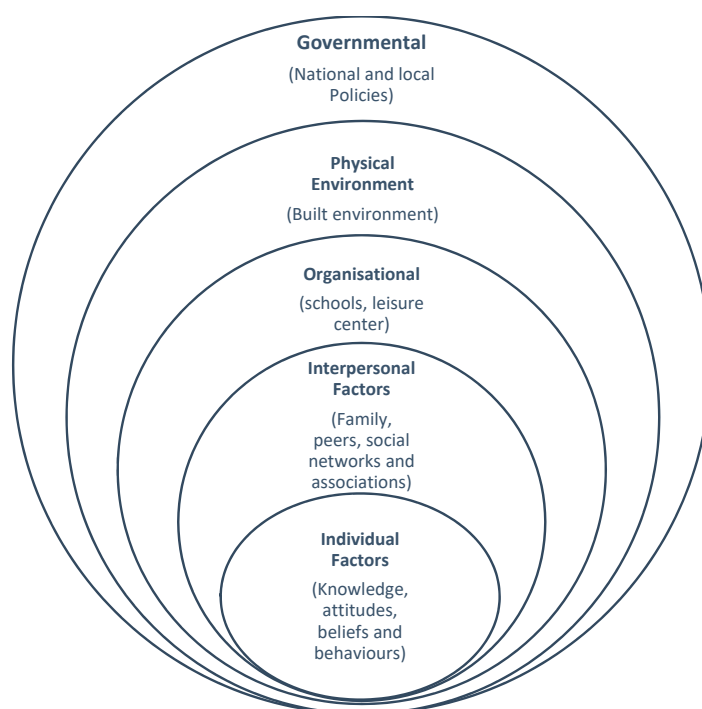 Governmental
(National and local
Policies)
Physical
Environment
(Built environment)
Organisational
(schools, leisure
center)
Interpersonal
Factors
(Family,
peers, social
networks and
associations)
Individual
Factors
(Knowledge,
attitudes,
beliefs and
behaviours)